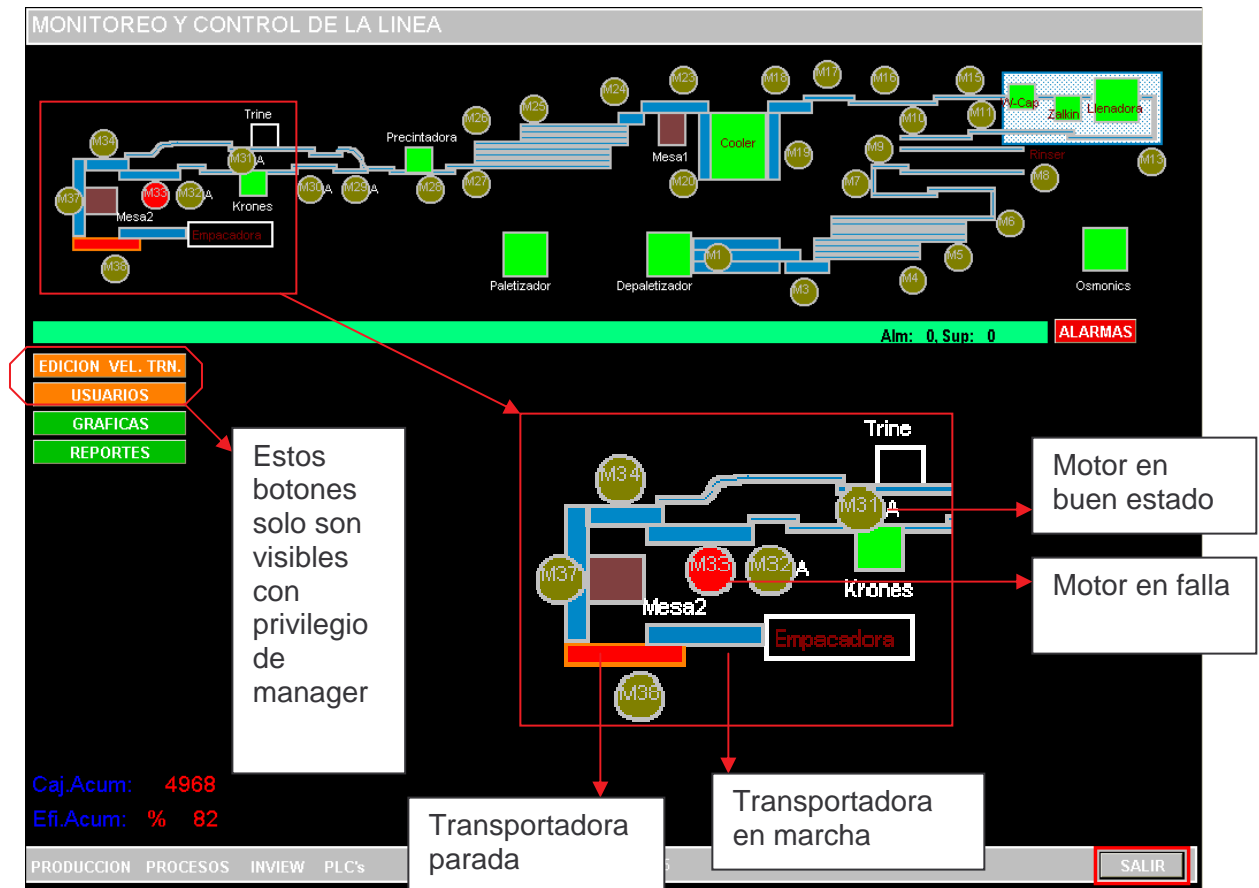 MONITOREO Y CONTROL DE LA LINEA
M23
M18
M17
M16
M15
M24
M25
M26
W-Cap
Zalkin
Llenadora
M10
M11
Trine
Precintadora
M34
M31
A
Mesa1
Cooler
M19
M9
Rinser
M13
M37
M33
M32
A
M30
A
M29
A
M28
M27
M20
M7
M8
Mesa2
Krones
Empacadora
M6
M38
M1
M5
M4
M3
Paletizador
Depaletizador
Osmonics
Alm: 0, Sup: 0
ALARMAS
EDICION VEL. TRN.
USUARIOS
GRAFICAS
REPORTES
Estos
botones
solo son
visibles
con
privilegio
de
manager
Trine
M34
M31
A
M37
M33
M32
A
Krones
Mesa2
Empacadora
M38
Motor en
buen estado
Motor en falla
Caj.Acum: 4968
Efi.Acum: % 82
Transportadora
parada
Transportadora
en marcha
PRODUCCION PROCESOS INVIEW PLC's
SALIR